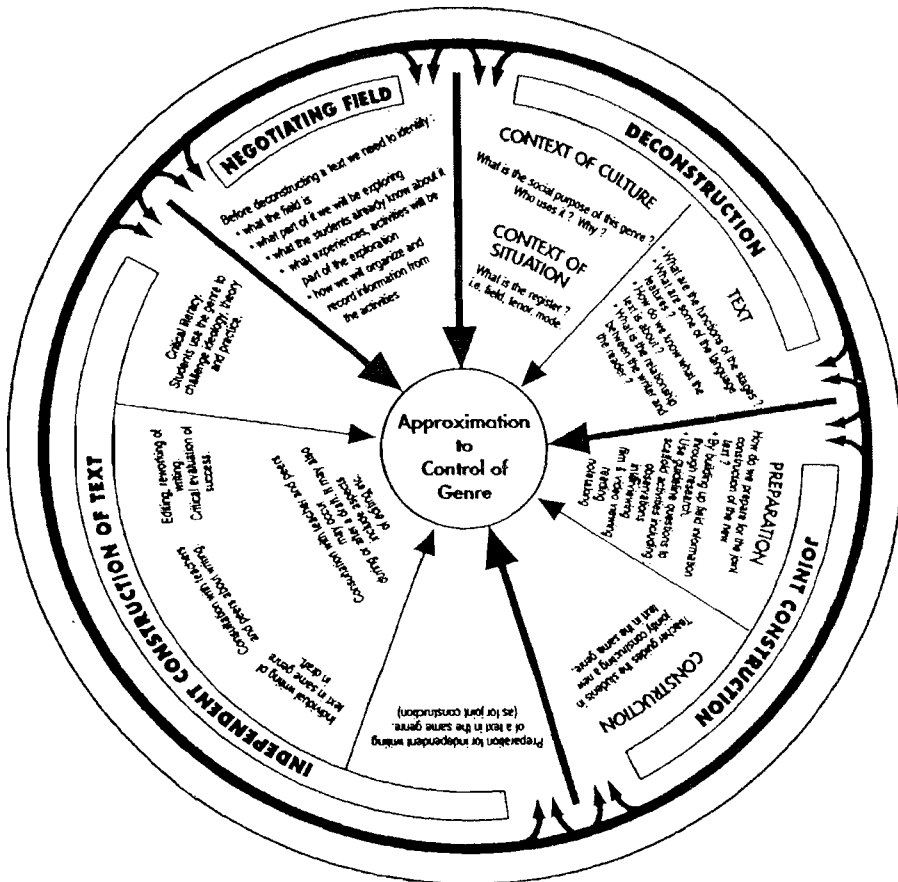 NEGOTIATING FIELD
Before deconstructing a text we need to identify :
• what the field is
• what part of it we will be exploring
• what the students already know about it
• what experiences, activities will be
part of the exploration
• how we will organize and
record information from
the activities
DECONSTRUCTION
CONTEXT OF CULTURE
What is the social purpose of this genre ?
Who uses it ? Why ?
CONTEXT OF
SITUATION
What is the register ?
i.e. field, tenor, mode
TEXT
• What are the functions of the stages ?
• What are some of the language
features ?
• How do we know what the
text is about ?
• What is the relationship
between the writer and
the reader ?
JOINT CONSTRUCTION
PREPARATION
How do we prepare for the joint
construction of the new
text ?
• By building up field information
through research.
• Use guideline questions to
scaffold activities including :
observations
interviewing
film & video viewing
reading
notetaking
CONSTRUCTION
Teacher guides the students in
jointly constructing a new
text in the same genre.
INDEPENDENT CONSTRUCTION OF TEXT
Preparation for independent writing
of a text in the same genre.
(as for joint construction)
Individual writing of
text in same genre
in draft.
Consultation with teachers
and peers about writing.
Consultation with teacher and peers
may occur
during or after a draft. It may also
include aspects
of editing etc.
Editing, reworking of
writing.
Critical evaluation of
success.
Critical literacy.
Students use the genre to
challenge ideology, theory
and practice.
Approximation
to
Control of
Genre